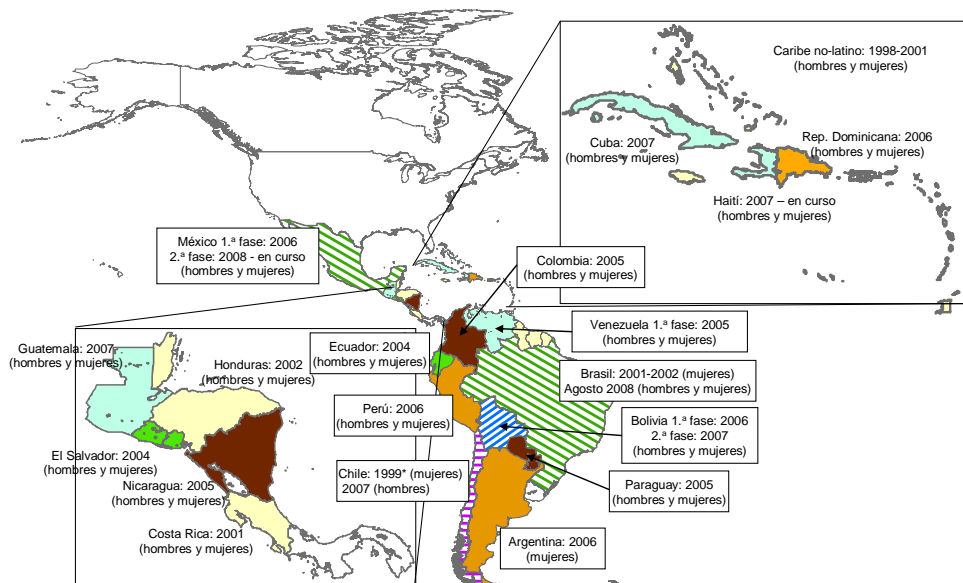 Caribe no-latino: 1998-2001
(hombres y mujeres)
Cuba: 2007
(hombres y mujeres)
Rep. Dominicana: 2006
(hombres y mujeres)
Haití: 2007 – en curso
(hombres y mujeres)
México 1.ª fase: 2006
2.ª fase: 2008 - en curso
(hombres y mujeres)
Colombia: 2005
(hombres y mujeres)
Venezuela 1.ª fase: 2005
(hombres y mujeres)
Ecuador: 2004
(hombres y mujeres)
Brasil: 2001-2002 (mujeres)
Agosto 2008 (hombres y mujeres)
Perú: 2006
(hombres y mujeres)
Bolivia 1.ª fase: 2006
2.ª fase: 2007
(hombres y mujeres)
Chile: 1999* (mujeres)
2007 (hombres)
Paraguay: 2005
(hombres y mujeres)
Argentina: 2006
(mujeres)
Guatemala: 2007
(hombres y mujeres)
Honduras: 2002
(hombres y mujeres)
El Salvador: 2004
(hombres y mujeres)
Nicaragua: 2005
(hombres y mujeres)
Costa Rica: 2001
(hombres y mujeres)